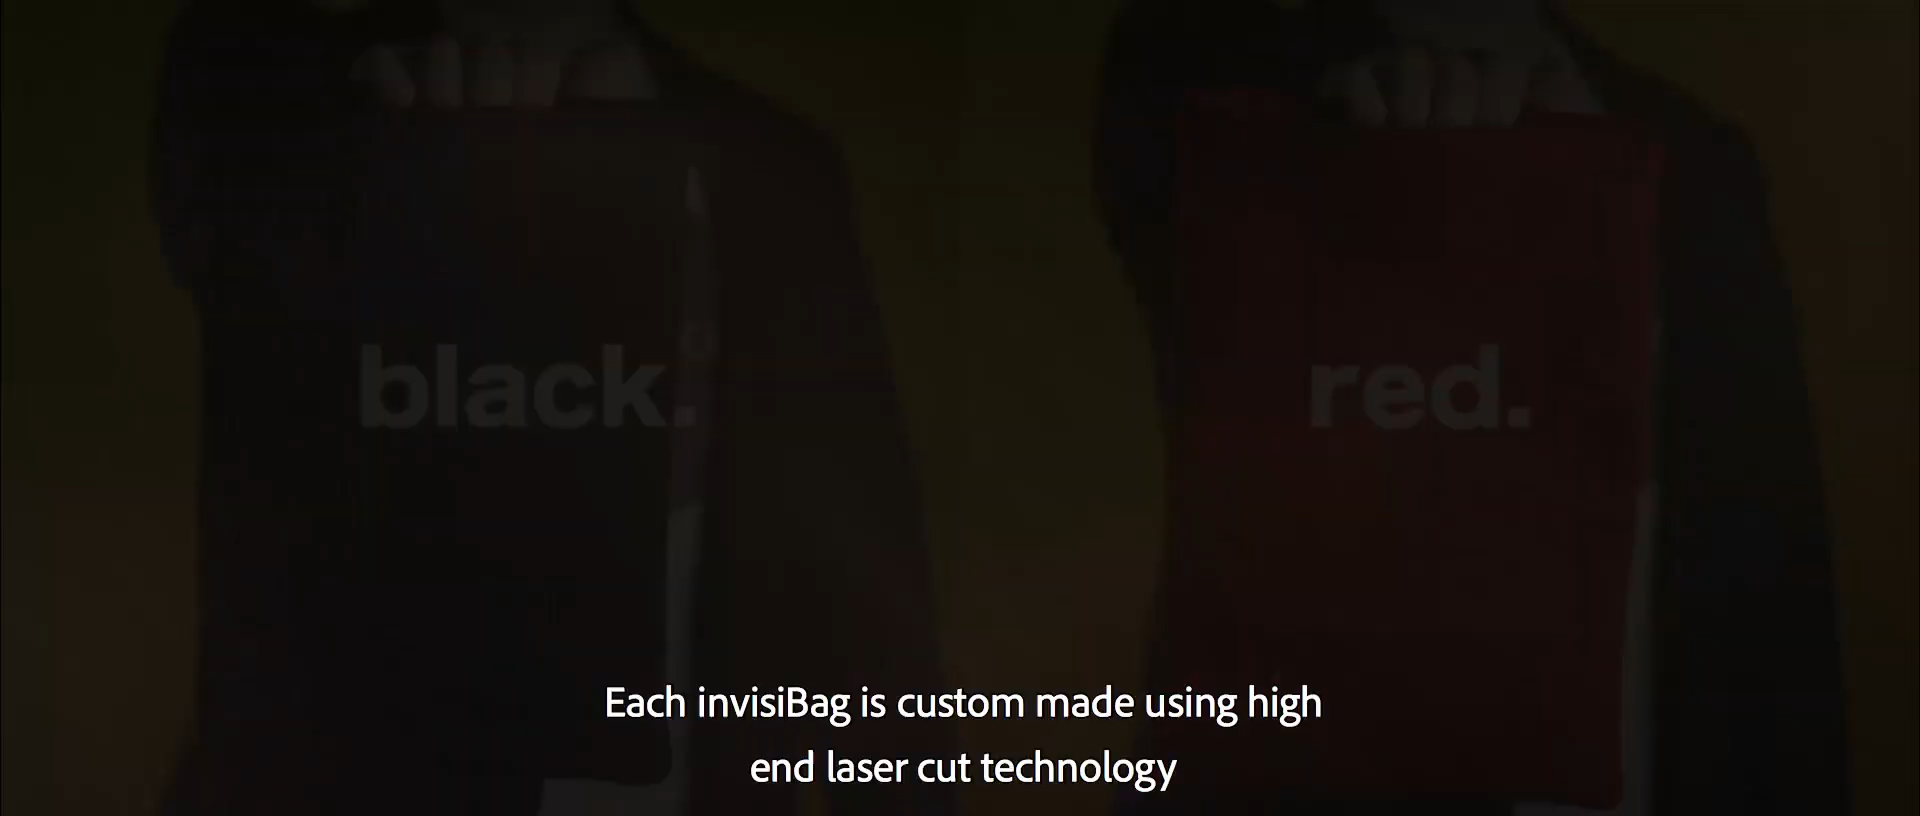 black.
red.
Each invisiBag is custom made using high
end laser cut technology